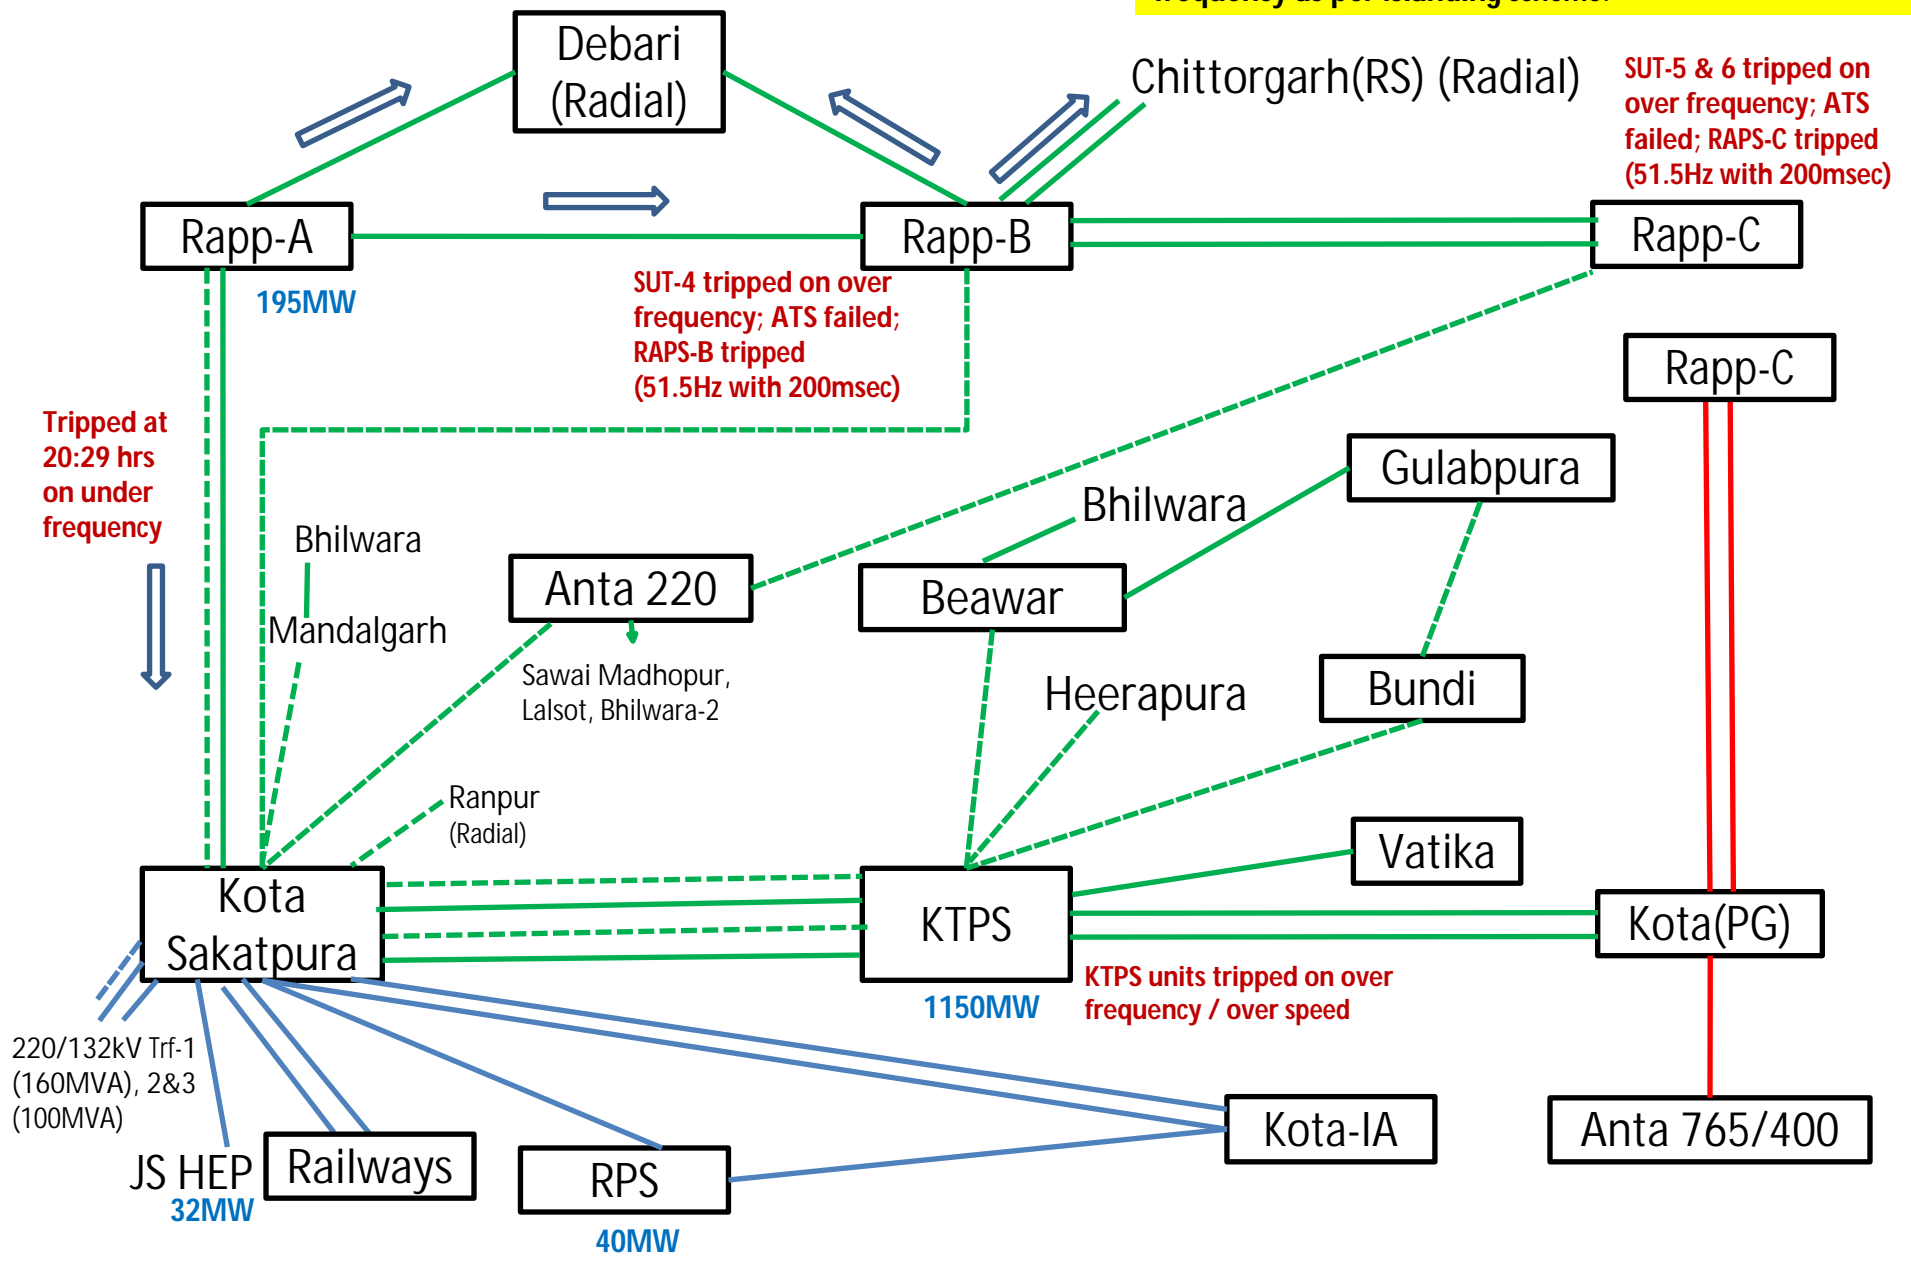 frequency as per islanding scheme.
Debari
(Radial)
Chittorgarh(RS) (Radial)
SUT-5 & 6 tripped on
over frequency; ATS
failed; RAPS-C tripped
(51.5Hz with 200msec)
Rapp-A
Rapp-B
Rapp-C
195MW
SUT-4 tripped on over
frequency; ATS failed;
RAPS-B tripped
(51.5Hz with 200msec)
Rapp-C
Tripped at
20:29 hrs
on under
frequency
Gulabpura
Bhilwara
Bhilwara
Anta 220
Beawar
Mandalgarh
Sawai Madhopur,
Lalsot, Bhilwara-2
Heerapura
Bundi
Ranpur
(Radial)
Vatika
Kota
Sakatpura
KTPS
Kota(PG)
1150MW
KTPS units tripped on over
frequency / over speed
220/132kV Trf-1
(160MVA), 2&3
(100MVA)
JS HEP
32MW
Railways
RPS
40MW
Kota-IA
Anta 765/400